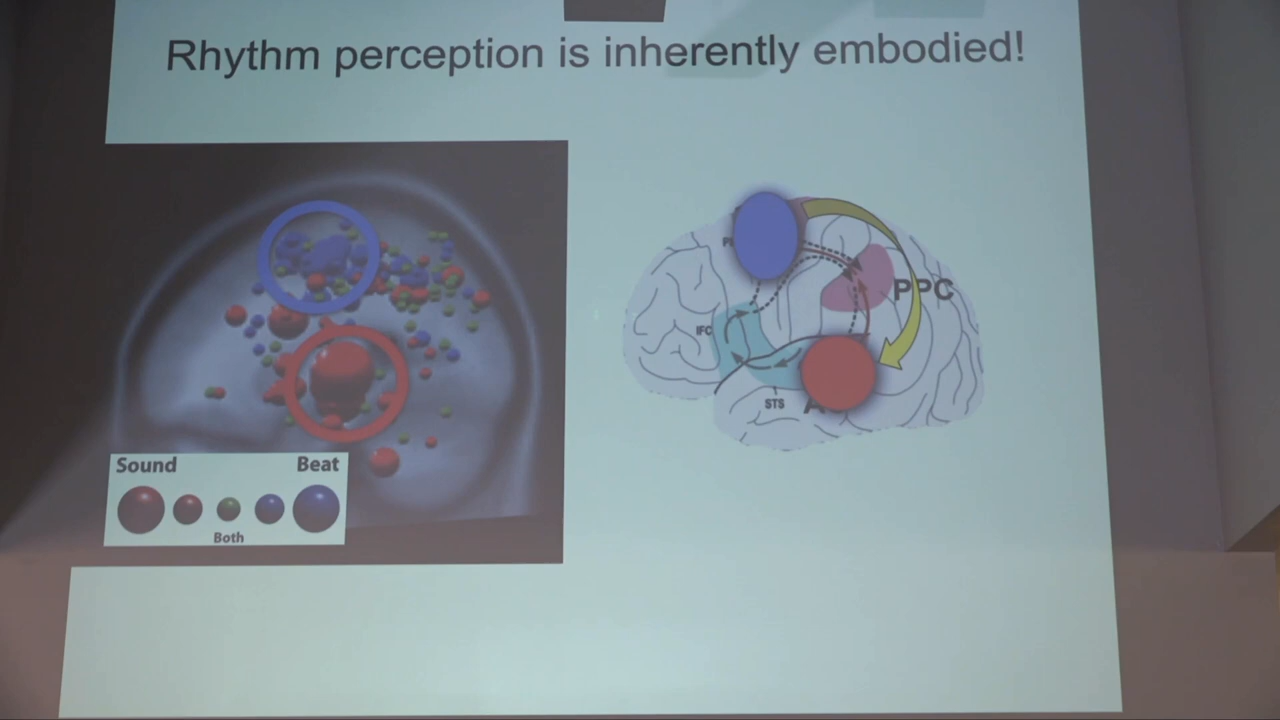 Rhythm perception is inherently embodied!
PPC
IFC
STS
Sound
Beat
Both